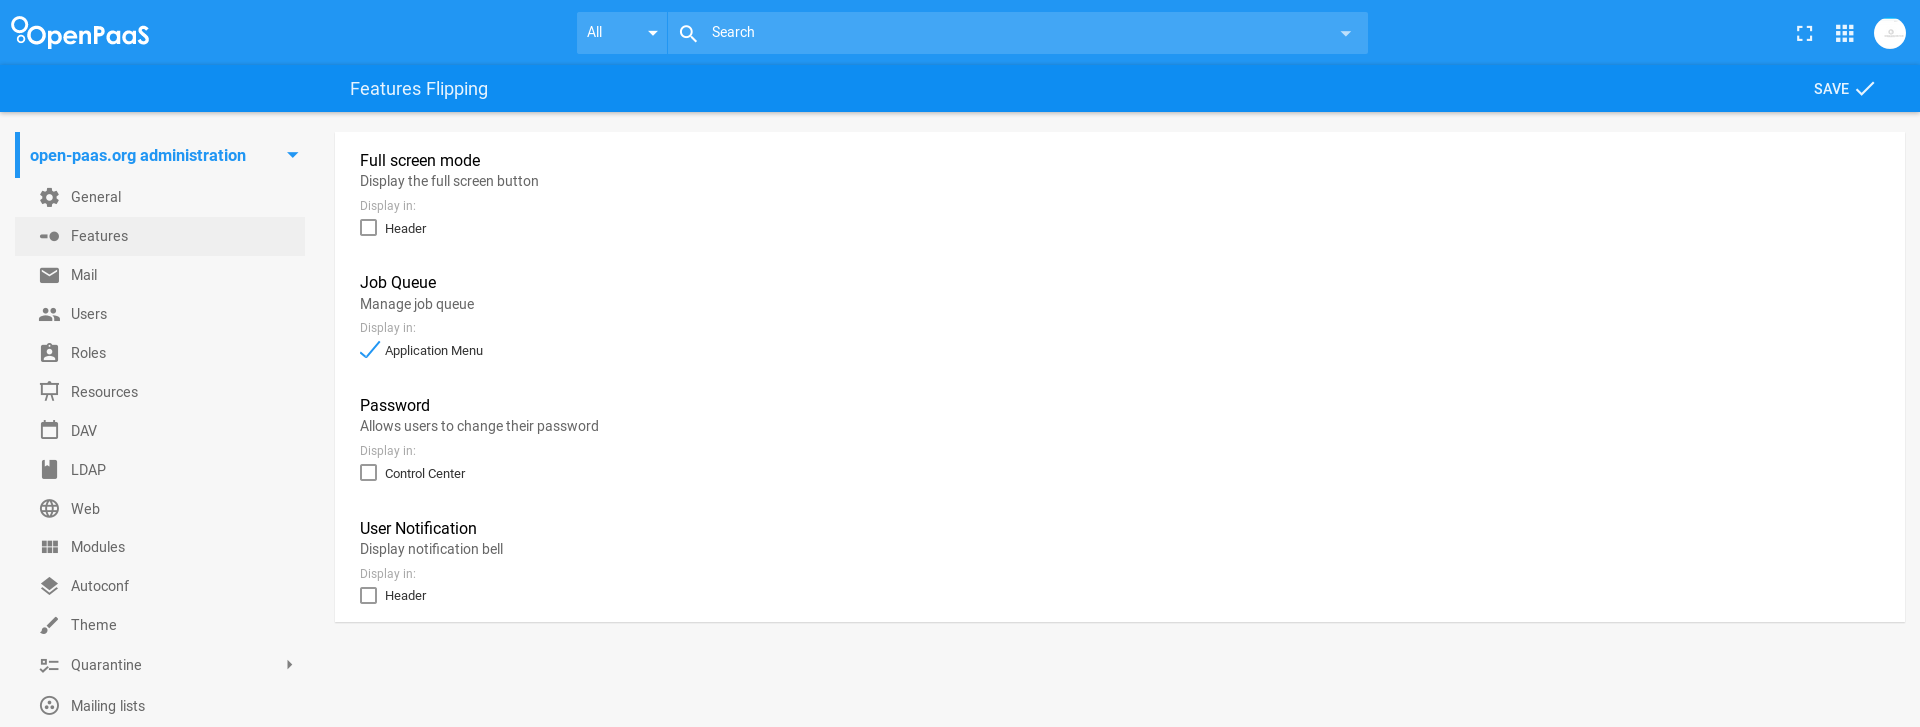 OpenPaaS
All
Search
Features Flipping
SAVE
open-paas.org administration
General
Features
Mail
Users
Roles
Resources
DAV
LDAP
Web
Modules
Autoconf
Theme
Quarantine
Mailing lists
Full screen mode
Display the full screen button
Display in:
Header
Job Queue
Manage job queue
Display in:
Application Menu
Password
Allows users to change their password
Display in:
Control Center
User Notification
Display notification bell
Display in:
Header